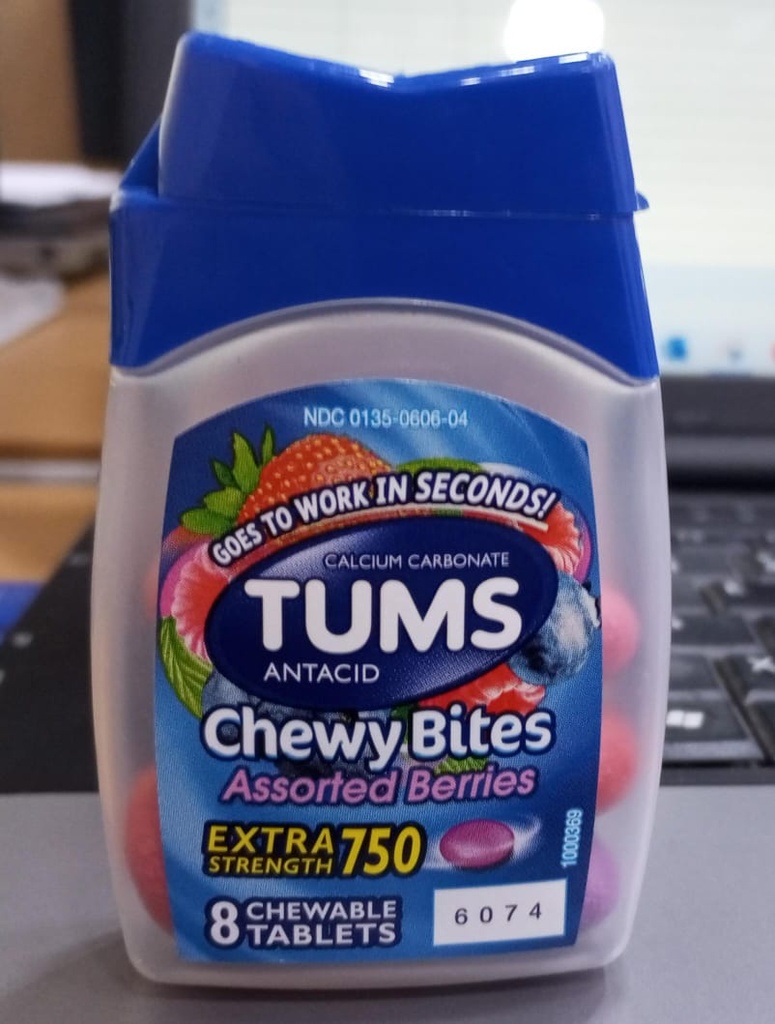 NDC 0135-0606-04
GOES TO WORK IN SECONDS!
CALCIUM CARBONATE
TUMS
ANTACID
Chewy Bites
Assorted Berries
EXTRA STRENGTH 750
8 CHEWABLE TABLETS
1000369
6074